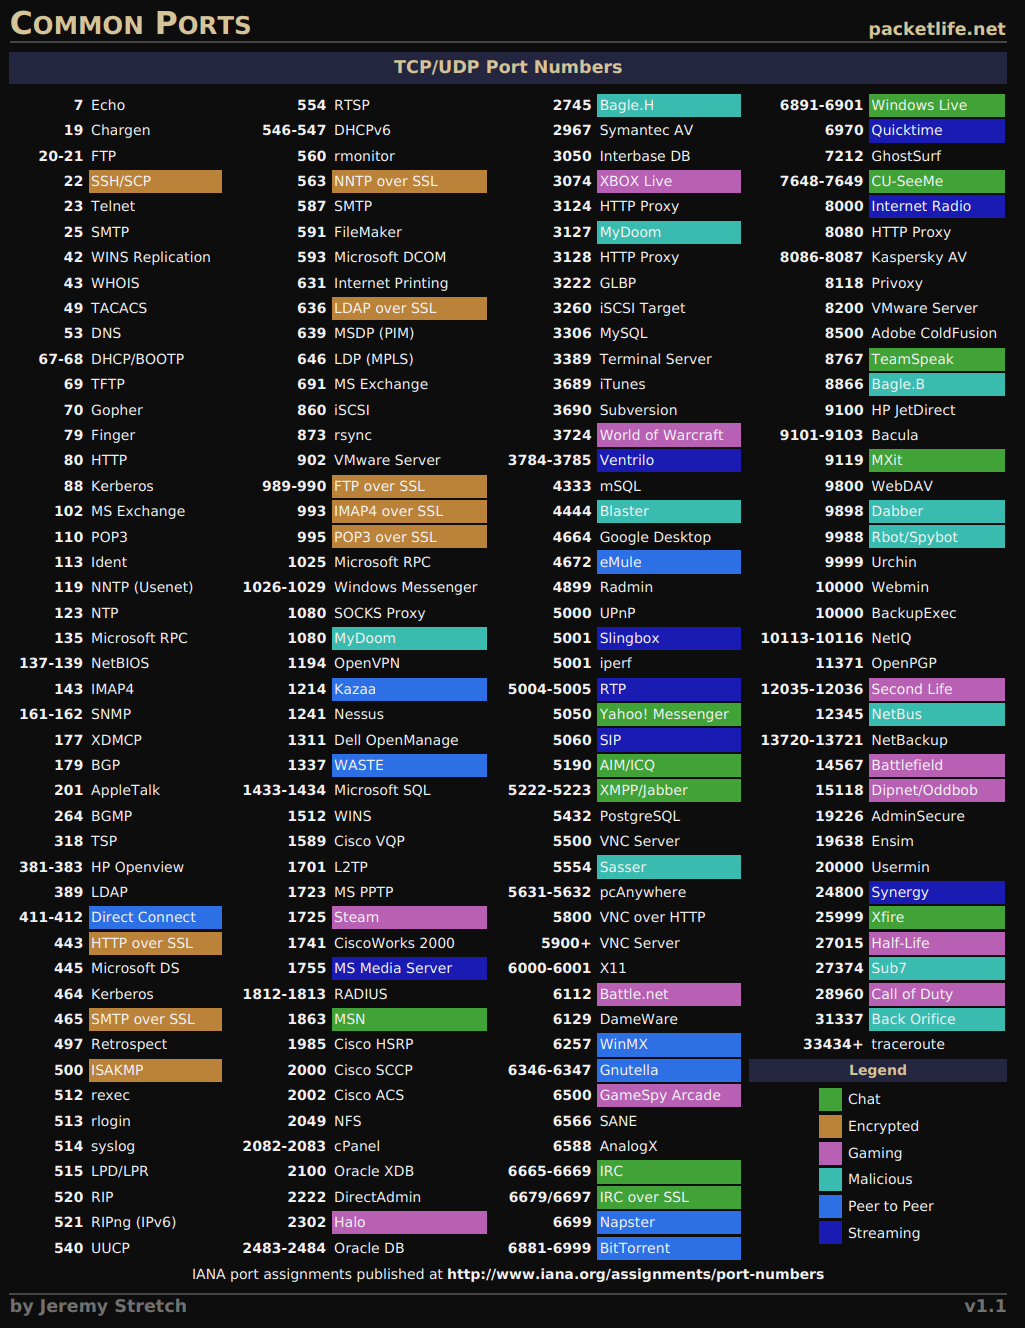 COMMON PORTS
packetlife.net
TCP/UDP Port Numbers
7 Echo
19 Chargen
20-21 FTP
22 SSH/SCP
23 Telnet
25 SMTP
42 WINS Replication
43 WHOIS
49 TACACS
53 DNS
67-68 DHCP/BOOTP
69 TFTP
70 Gopher
79 Finger
80 HTTP
88 Kerberos
102 MS Exchange
110 POP3
113 Ident
119 NNTP (Usenet)
123 NTP
135 Microsoft RPC
137-139 NetBIOS
143 IMAP4
161-162 SNMP
177 XDMCP
179 BGP
201 AppleTalk
264 BGMP
318 TSP
381-383 HP Openview
389 LDAP
411-412 Direct Connect
443 HTTP over SSL
445 Microsoft DS
464 Kerberos
465 SMTP over SSL
497 Retrospect
500 ISAKMP
512 rexec
513 rlogin
514 syslog
515 LPD/LPR
520 RIP
521 RIPng (IPv6)
540 UUCP
554 RTSP
546-547 DHCPv6
560 rmonitor
563 NNTP over SSL
587 SMTP
591 FileMaker
593 Microsoft DCOM
631 Internet Printing
636 LDAP over SSL
639 MSDP (PIM)
646 LDP (MPLS)
691 MS Exchange
860 iSCSI
873 rsync
902 VMware Server
989-990 FTP over SSL
993 IMAP4 over SSL
995 POP3 over SSL
1025 Microsoft RPC
1026-1029 Windows Messenger
1080 SOCKS Proxy
1080 MyDoom
1194 OpenVPN
1214 Kazaa
1241 Nessus
1311 Dell OpenManage
1337 WASTE
1433-1434 Microsoft SQL
1512 WINS
1589 Cisco VQP
1701 L2TP
1723 MS PPTP
1725 Steam
1741 CiscoWorks 2000
1755 MS Media Server
1812-1813 RADIUS
1863 MSN
1985 Cisco HSRP
2000 Cisco SCCP
2002 Cisco ACS
2049 NFS
2082-2083 cPanel
2100 Oracle XDB
2222 DirectAdmin
2302 Halo
2483-2484 Oracle DB
2745 Bagle.H
2967 Symantec AV
3050 Interbase DB
3074 XBOX Live
3124 HTTP Proxy
3127 MyDoom
3128 HTTP Proxy
3222 GLBP
3260 iSCSI Target
3306 MySQL
3389 Terminal Server
3689 iTunes
3690 Subversion
3724 World of Warcraft
3784-3785 Ventrilo
4333 mSQL
4444 Blaster
4664 Google Desktop
4672 eMule
4899 Radmin
5000 UPnP
5001 Slingbox
5001 iperf
5004-5005 RTP
5050 Yahoo! Messenger
5060 SIP
5190 AIM/ICQ
5222-5223 XMPP/Jabber
5432 PostgreSQL
5500 VNC Server
5554 Sasser
5631-5632 pcAnywhere
5800 VNC over HTTP
5900+ VNC Server
6000-6001 X11
6112 Battle.net
6129 DameWare
6257 WinMX
6346-6347 Gnutella
6500 GameSpy Arcade
6566 SANE
6588 AnalogX
6665-6669 IRC
6679/6697 IRC over SSL
6699 Napster
6881-6999 BitTorrent
6891-6901 Windows Live
6970 Quicktime
7212 GhostSurf
7648-7649 CU-SeeMe
8000 Internet Radio
8080 HTTP Proxy
8086-8087 Kaspersky AV
8118 Privoxy
8200 VMware Server
8500 Adobe ColdFusion
8767 TeamSpeak
8866 Bagle.B
9100 HP JetDirect
9101-9103 Bacula
9119 MXit
9800 WebDAV
9898 Dabber
9988 Rbot/Spybot
9999 Urchin
10000 Webmin
10000 BackupExec
10113-10116 NetIQ
11371 OpenPGP
12035-12036 Second Life
12345 NetBus
13720-13721 NetBackup
14567 Battlefield
15118 Dipnet/Oddbob
19226 AdminSecure
19638 Ensim
20000 Usermin
24800 Synergy
25999 Xfire
27015 Half-Life
27374 Sub7
28960 Call of Duty
31337 Back Orifice
33434+ traceroute
Legend
Chat
Encrypted
Gaming
Malicious
Peer to Peer
Streaming
IANA port assignments published at http://www.iana.org/assignments/port-numbers
by Jeremy Stretch
v1.1